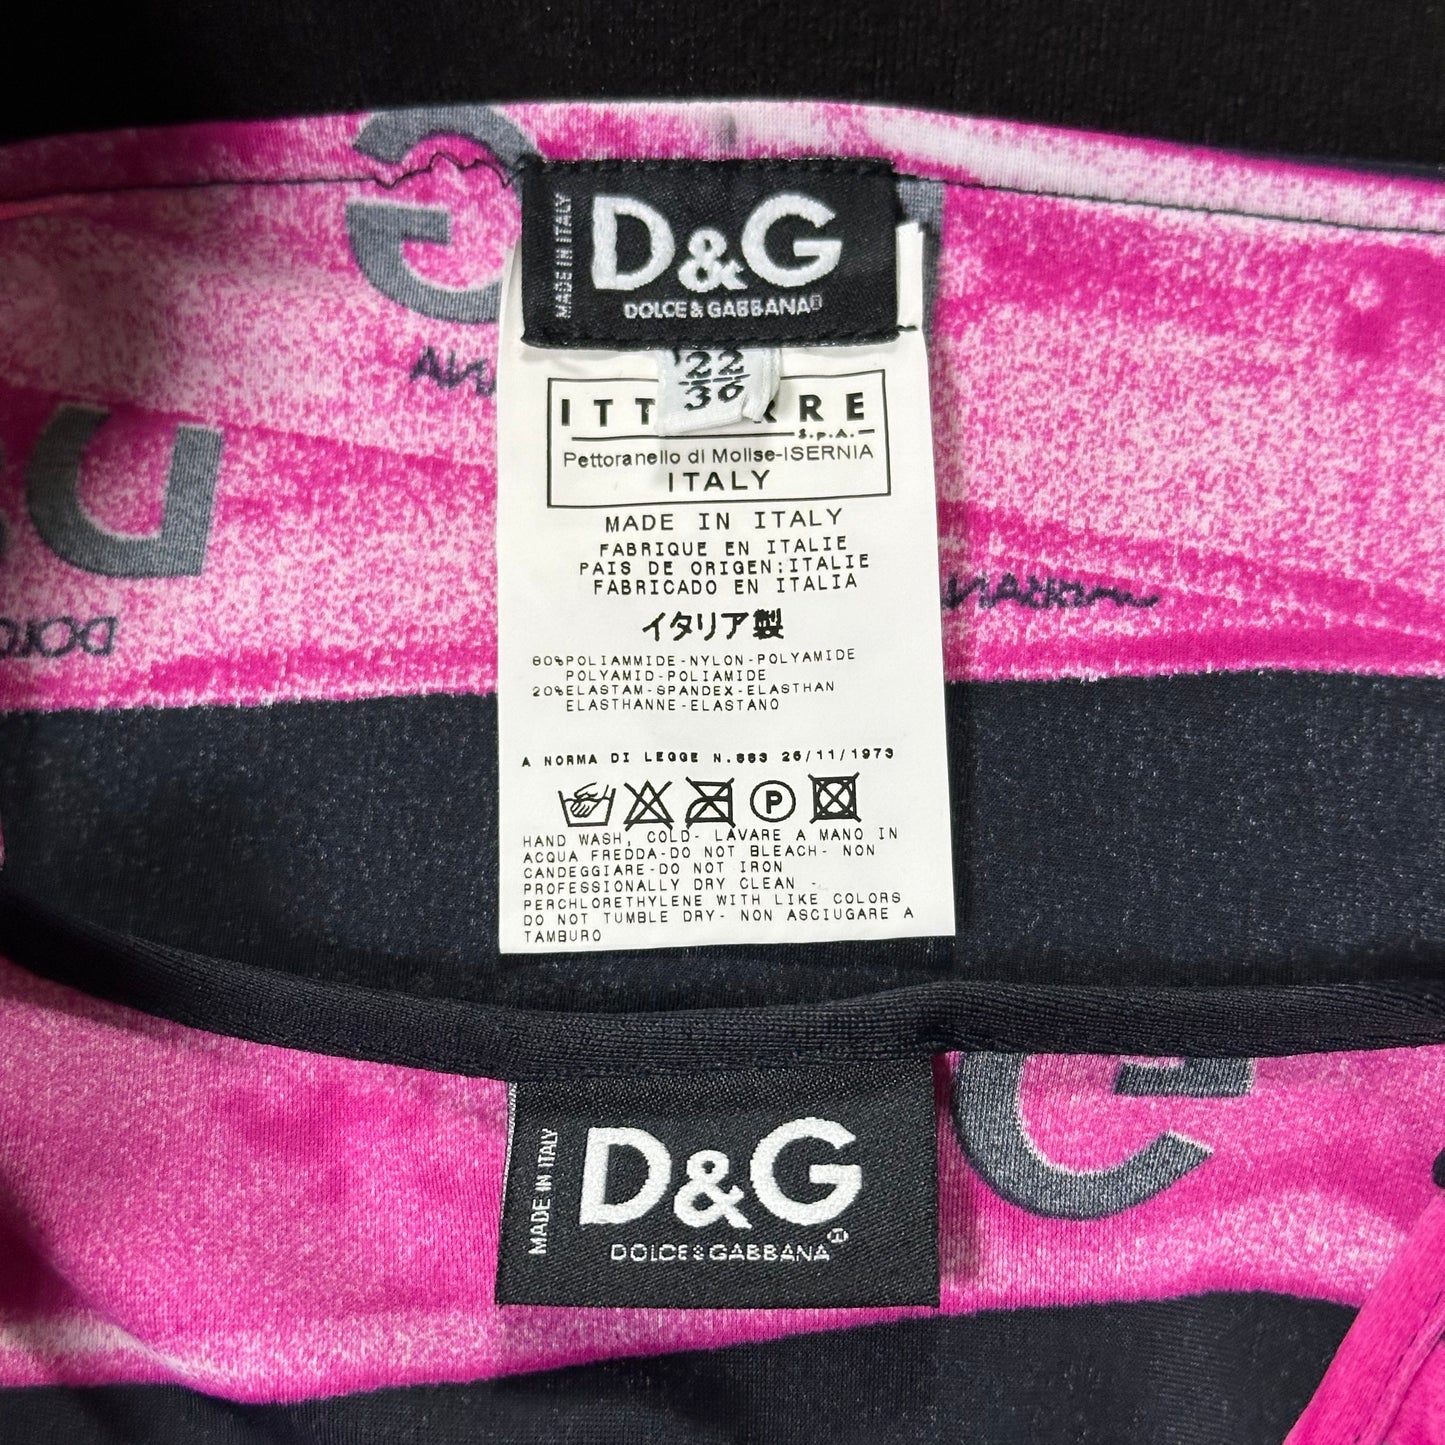 MADE IN ITALY
D&G
DOLCE & GABBANA
22 22
3 6
S.p.A.
Pettoranello di Molise-ISERNIA
ITALY
MADE IN ITALY
FABRIQUE EN ITALIE
PAIS DE ORIGEN:ITALIE
FABRICADO EN ITALIA
イタリア製
80%POLIAMMIDE-NYLON-POLYAMIDE
POLYAMID-POLIAMIDE
20%ELASTAM-SPANDEX-ELASTHAN
ELASTHANNE-ELASTANO
A NORMA DI LEGGE N.883 26/11/1973
P
HAND WASH, COLD- LAVARE A MANO IN
ACQUA FREDDA-DO NOT BLEACH- NON
CANDEGGIARE-DO NOT IRON
PROFESSIONALLY DRY CLEAN -
PERCHLORETHYLENE WITH LIKE COLORS
DO NOT TUMBLE DRY- NON ASCIUGARE A
TAMBURO
MADE IN ITALY
D&G
DOLCE & GABBANA